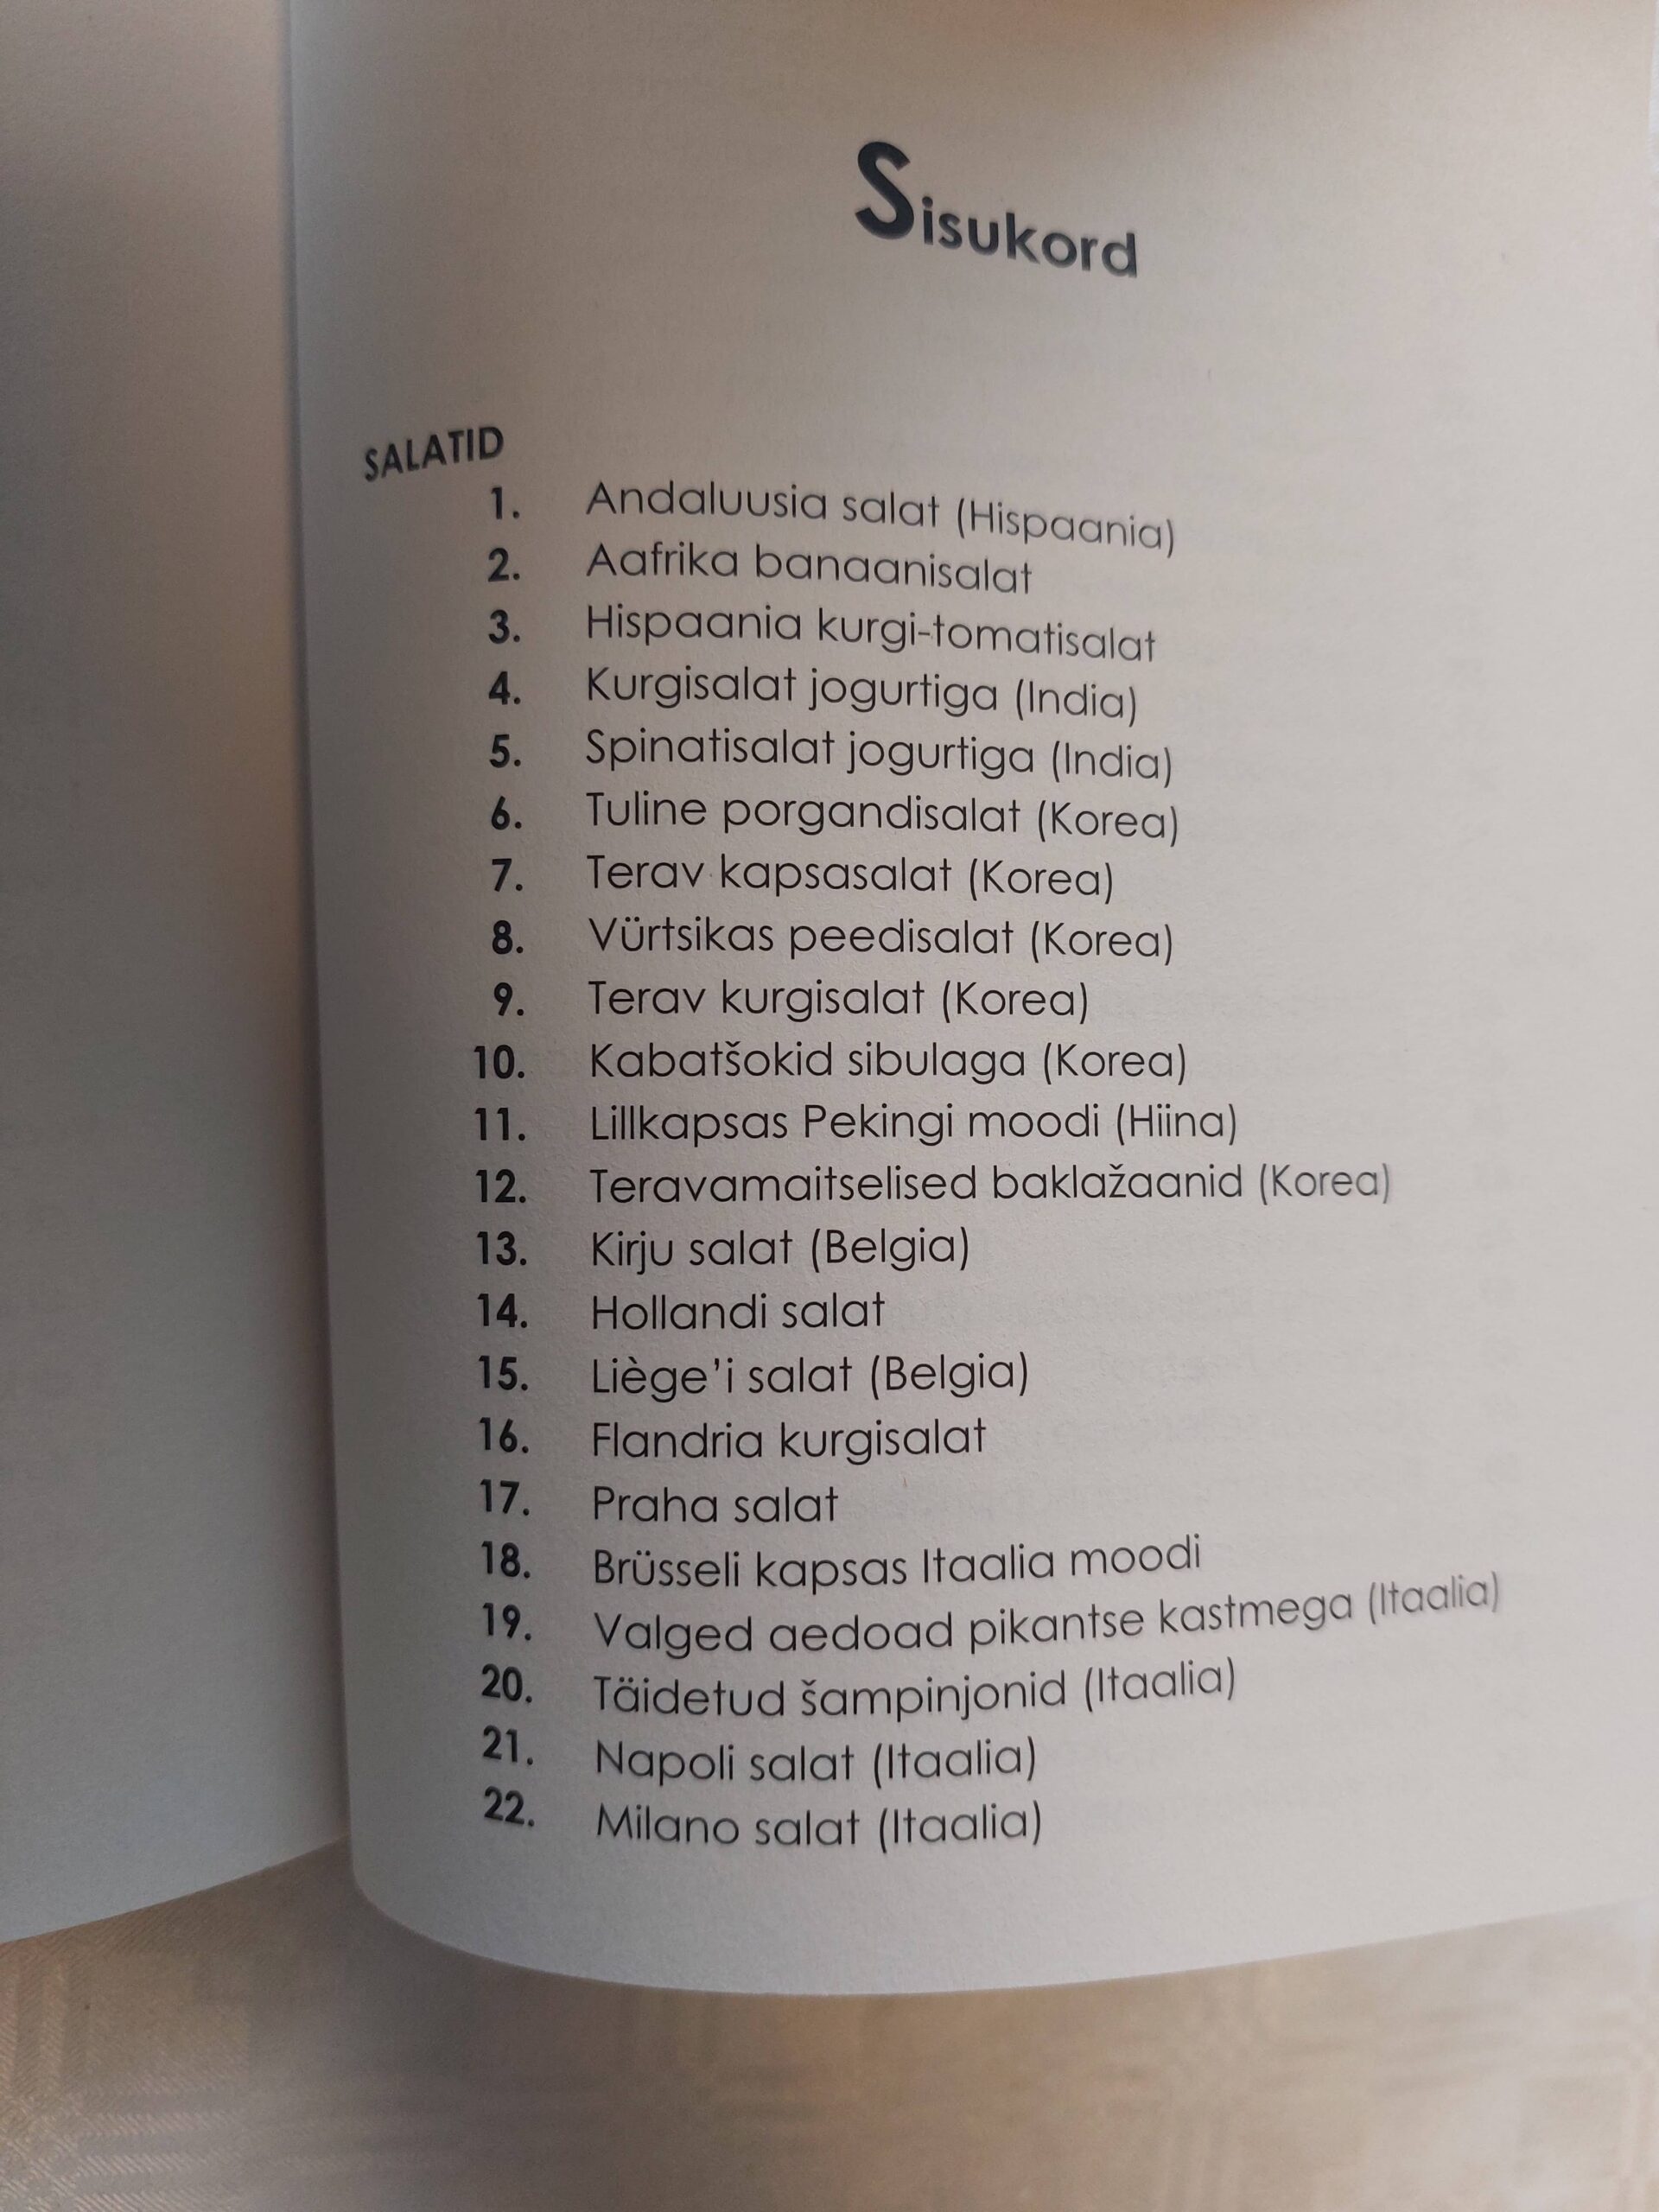 Sisukord
SALATID
1. Andaluusia salat (Hispaania)
2. Aafrika banaanisalat
3. Hispaania kurgi-tomatisalat
4. Kurgisalat jogurtiga (India)
5. Spinatisalat jogurtiga (India)
6. Tuline porgandisalat (Korea)
7. Terav kapsasalat (Korea)
8. Vürtsikas peedisalat (Korea)
9. Terav kurgisalat (Korea)
10. Kabatšokid sibulaga (Korea)
11. Lillkapsas Pekingi moodi (Hiina)
12. Teravamaitselised baklažaanid (Korea)
13. Kirju salat (Belgia)
14. Hollandi salat
15. Liège'i salat (Belgia)
16. Flandria kurgisalat
17. Praha salat
18. Brüsseli kapsas Itaalia moodi
19. Valged aedoad pikantse kastmega (Itaalia)
20. Täidetud šampinjonid (Itaalia)
21. Napoli salat (Itaalia)
22. Milano salat (Itaalia)